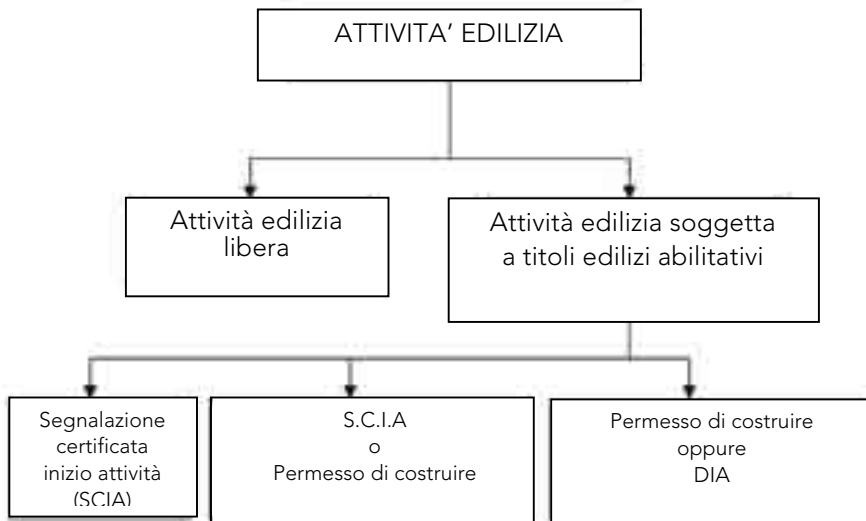 ATTIVITA’ EDILIZIA
Attività edilizia
libera
Attività edilizia soggetta
a titoli edilizi abilitativi
Segnalazione
certificata
inizio attività
(SCIA)
S.C.I.A
o
Permesso di costruire
Permesso di costruire
oppure
DIA